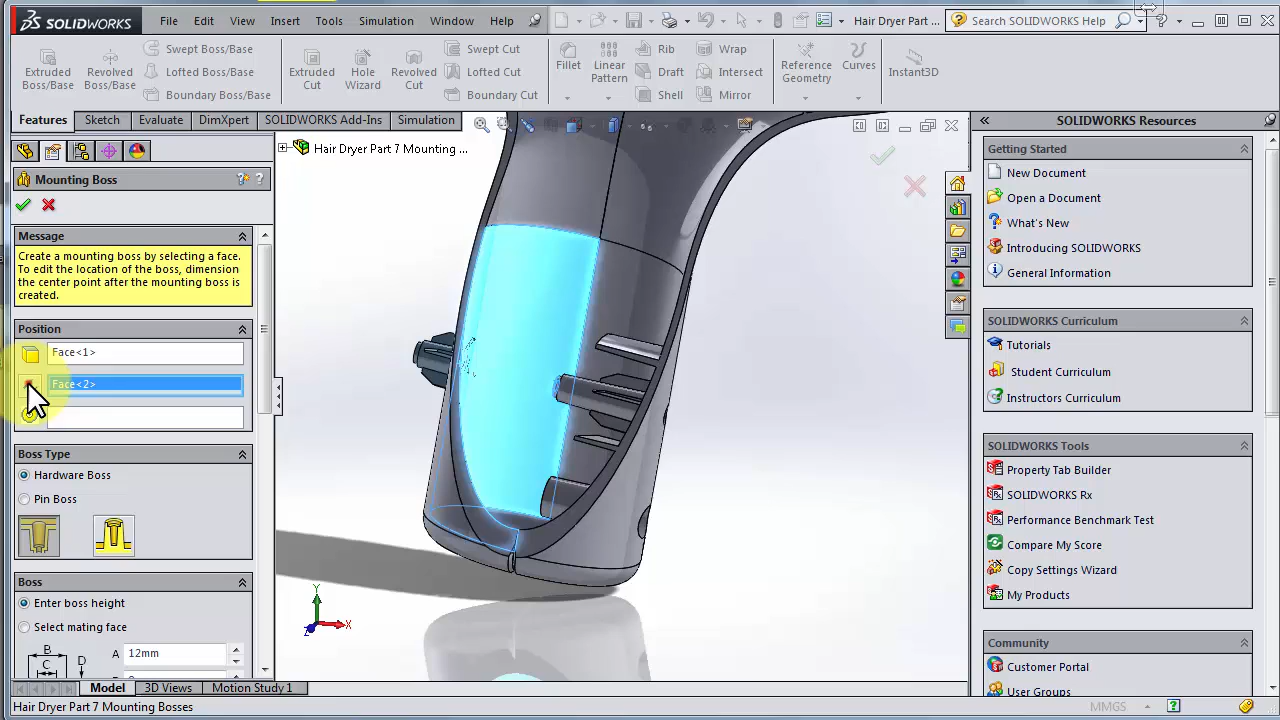 SOLIDWORKS
File Edit View Insert Tools Simulation Window Help
Hair Dryer Part ...
Search SOLIDWORKS Help
Extruded Boss/Base
Revolved Boss/Base
Swept Boss/Base
Lofted Boss/Base
Boundary Boss/Base
Extruded Cut
Hole Wizard
Revolved Cut
Swept Cut
Lofted Cut
Boundary Cut
Fillet
Linear Pattern
Rib
Draft
Shell
Wrap
Intersect
Mirror
Reference Geometry
Curves
Instant3D
Features Sketch Evaluate DimXpert SOLIDWORKS Add-Ins Simulation
Hair Dryer Part 7 Mounting ...
Mounting Boss
Message
Create a mounting boss by selecting a face.
To edit the location of the boss, dimension
the center point after the mounting boss is
created.
Position
Face<1>
Face<2>
Boss Type
Hardware Boss
Pin Boss
Boss
Enter boss height
Select mating face
B
C
D
A 12mm
Y
X
Z
Model 3D Views Motion Study 1
Hair Dryer Part 7 Mounting Bosses
MMGS
SOLIDWORKS Resources
Getting Started
New Document
Open a Document
What's New
Introducing SOLIDWORKS
General Information
SOLIDWORKS Curriculum
Tutorials
Student Curriculum
Instructors Curriculum
SOLIDWORKS Tools
Property Tab Builder
SOLIDWORKS Rx
Performance Benchmark Test
Compare My Score
Copy Settings Wizard
My Products
Community
Customer Portal
User Groups